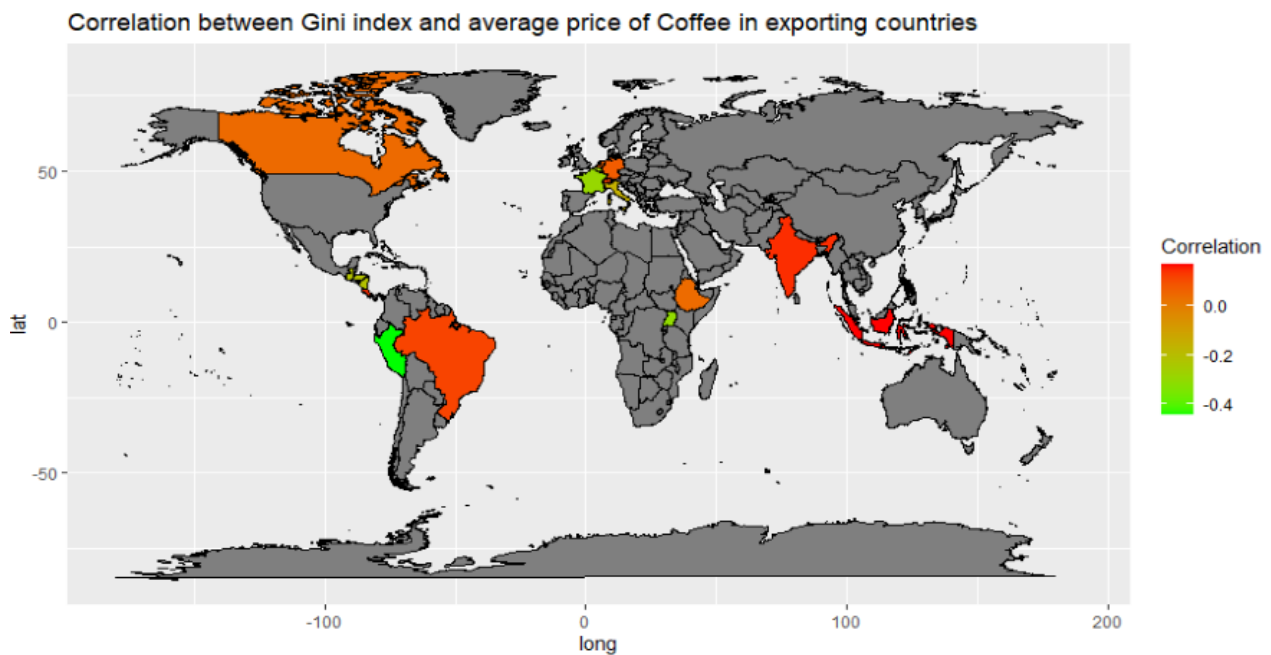 Correlation between Gini index and average price of Coffee in exporting countries
50
0
-50
lat
-100
0
100
200
long
Correlation
0.0
-0.2
-0.4